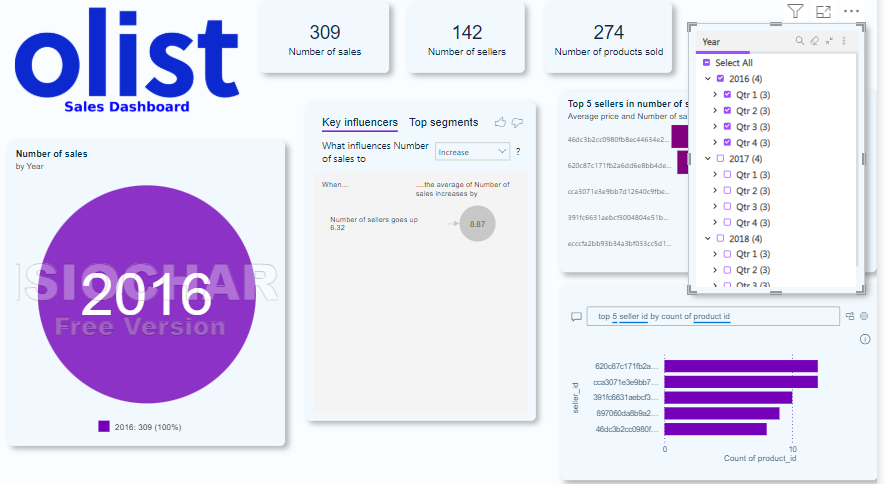 olist
Sales Dashboard
309
Number of sales
142
Number of sellers
274
Number of products sold
Number of sales
by Year
2016
SIOCHAR
Free Version
2016: 309 (100%)
Key influencers Top segments
What influences Number
of sales to
Increase
?
When...
....the average of Number of
sales increases by
Number of sellers goes up
6.32
8.87
Top 5 sellers in number of s
Average price and Number of sa
46dc3b2cc0980fb8ec44634e2...
620c87c171fb2a6dd6e8bb4de...
cca3071e3e9bb7d12640c9fbe...
391fc6631aebcf3004804e51b...
ecccfa2bb93b34a3bf033cc5d1...
Year
Select All
2016 (4)
Qtr 1 (3)
Qtr 2 (3)
Qtr 3 (3)
Qtr 4 (3)
2017 (4)
Qtr 1 (3)
Qtr 2 (3)
Qtr 3 (3)
Qtr 4 (3)
2018 (4)
Qtr 1 (3)
Qtr 2 (3)
Qtr 3 (3)
top 5 seller id by count of product id
seller_id
620c87c171fb2a...
cca3071e3e9bb7...
391fc6631aebcf3...
897060da8b9a2...
46dc3b2cc0980f...
0
10
Count of product_id